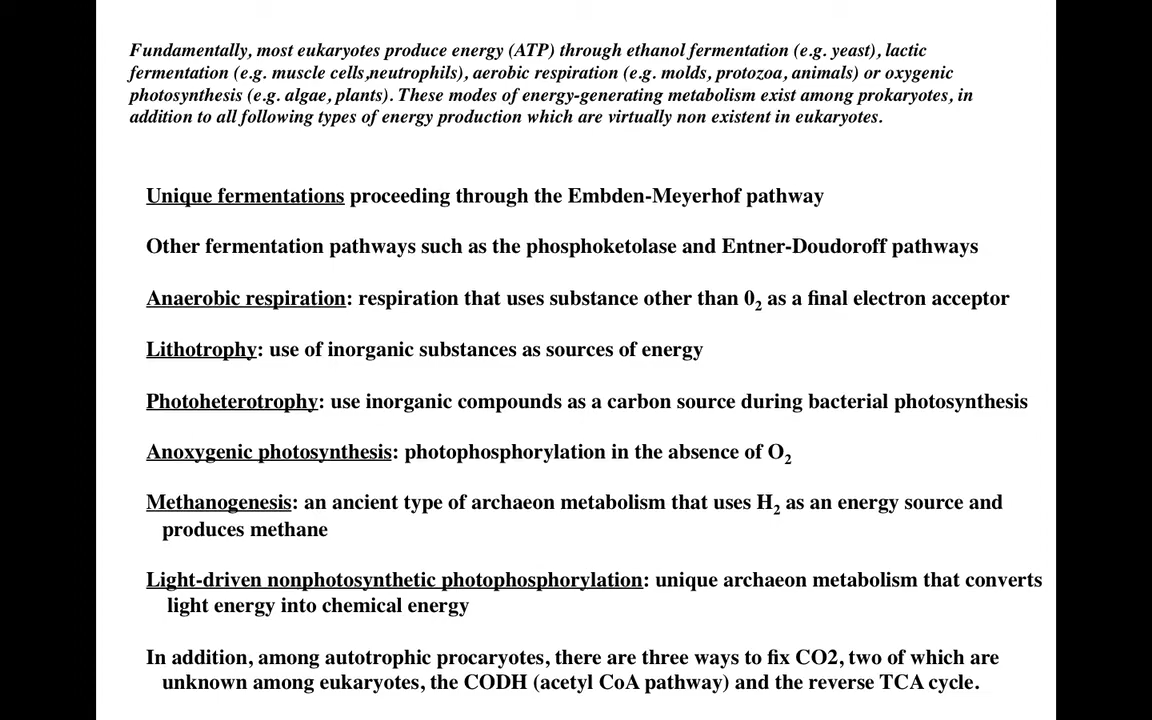 Fundamentally, most eukaryotes produce energy (ATP) through ethanol fermentation (e.g. yeast), lactic
fermentation (e.g. muscle cells,neutrophils), aerobic respiration (e.g. molds, protozoa, animals) or oxygenic
photosynthesis (e.g. algae, plants). These modes of energy-generating metabolism exist among prokaryotes, in
addition to all following types of energy production which are virtually non existent in eukaryotes.
Unique fermentations proceeding through the Embden-Meyerhof pathway
Other fermentation pathways such as the phosphoketolase and Entner-Doudoroff pathways
Anaerobic respiration: respiration that uses substance other than 0₂ as a final electron acceptor
Lithotrophy: use of inorganic substances as sources of energy
Photoheterotrophy: use inorganic compounds as a carbon source during bacterial photosynthesis
Anoxygenic photosynthesis: photophosphorylation in the absence of O₂
Methanogenesis: an ancient type of archaeon metabolism that uses H₂ as an energy source and
produces methane
Light-driven nonphotosynthetic photophosphorylation: unique archaeon metabolism that converts
light energy into chemical energy
In addition, among autotrophic procaryotes, there are three ways to fix CO2, two of which are
unknown among eukaryotes, the CODH (acetyl CoA pathway) and the reverse TCA cycle.